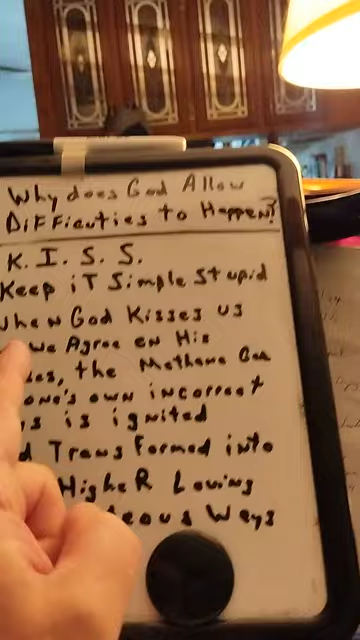 Why does God Allow
DiFFicuties to Happen?
K. I. S. S.
Keep iT Simple Stupid
When God Kisses us
we Agree en His
the Methane Gas
one's own incorrect
is ignited
Transformed into
HigheR Loving
Ways